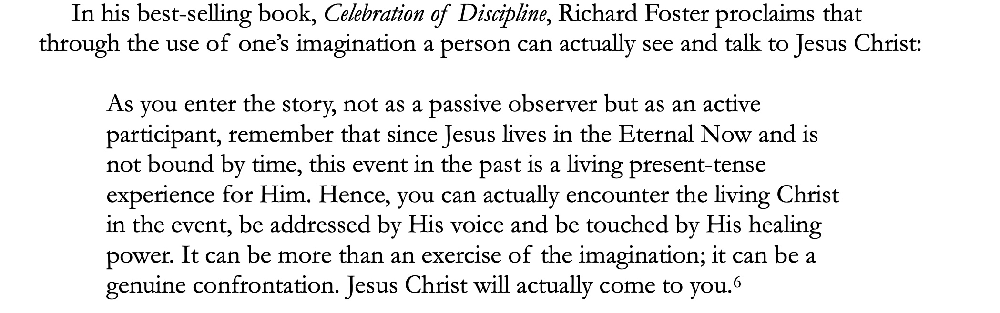 In his best-selling book, Celebration of Discipline, Richard Foster proclaims that
through the use of one’s imagination a person can actually see and talk to Jesus Christ:
As you enter the story, not as a passive observer but as an active
participant, remember that since Jesus lives in the Eternal Now and is
not bound by time, this event in the past is a living present-tense
experience for Him. Hence, you can actually encounter the living Christ
in the event, be addressed by His voice and be touched by His healing
power. It can be more than an exercise of the imagination; it can be a
genuine confrontation. Jesus Christ will actually come to you.⁶